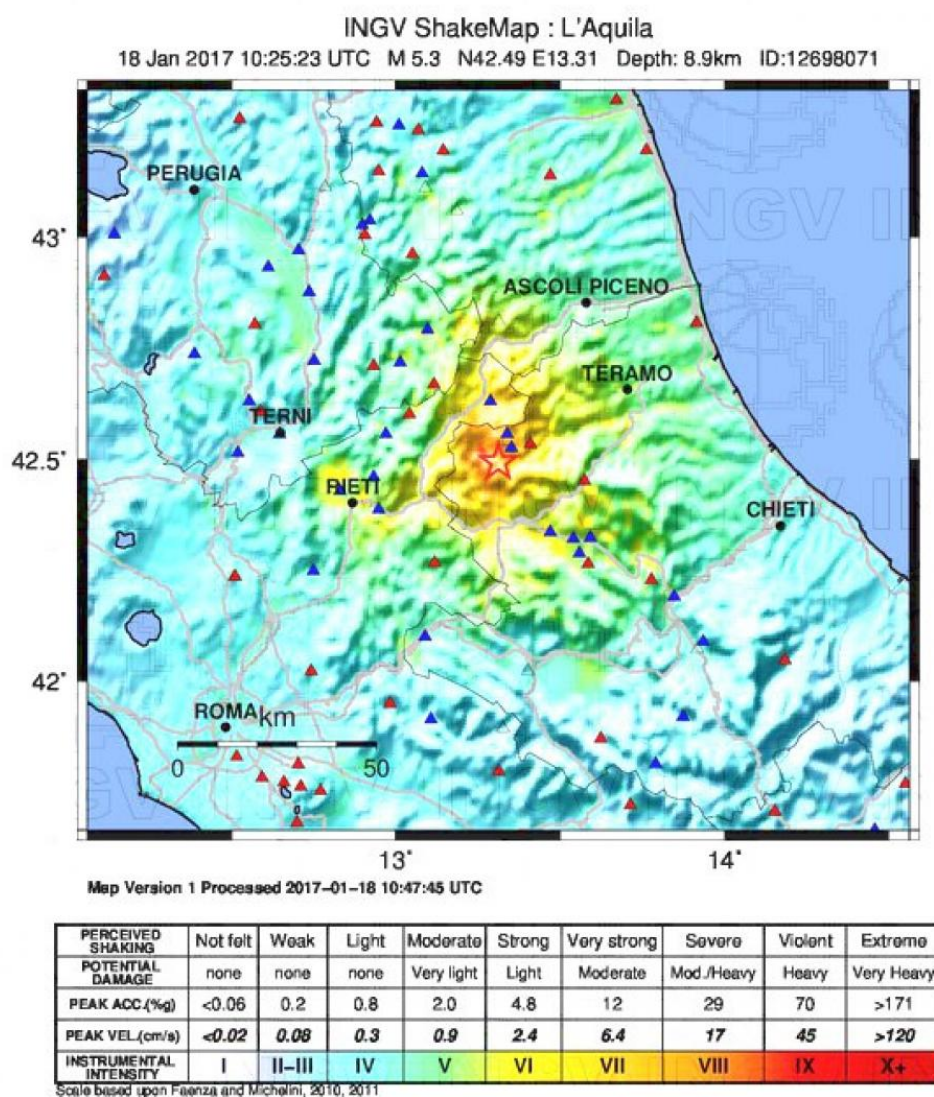 INGV ShakeMap : L'Aquila
18 Jan 2017 10:25:23 UTC M 5.3 N42.49 E13.31 Depth: 8.9km ID:12698071
PERUGIA
INGV
43°
ASCOLI PICENO
TERAMO
TERNI
42.5°
RIETI
CHIETI
42°
ROMA
km
0 50
13° 14°
Map Version 1 Processed 2017-01-18 10:47:45 UTC
PERCEIVED SHAKING Not felt Weak Light Moderate Strong Very strong Severe Violent Extreme
POTENTIAL DAMAGE none none none Very light Light Moderate Mod./Heavy Heavy Very Heavy
PEAK ACC.(%g) <0.06 0.2 0.8 2.0 4.8 12 29 70 >171
PEAK VEL.(cm/s) <0.02 0.08 0.3 0.9 2.4 6.4 17 45 >120
INSTRUMENTAL INTENSITY I II-III IV V VI VII VIII IX X+
Scale based upon Faenza and Michelini, 2010, 2011